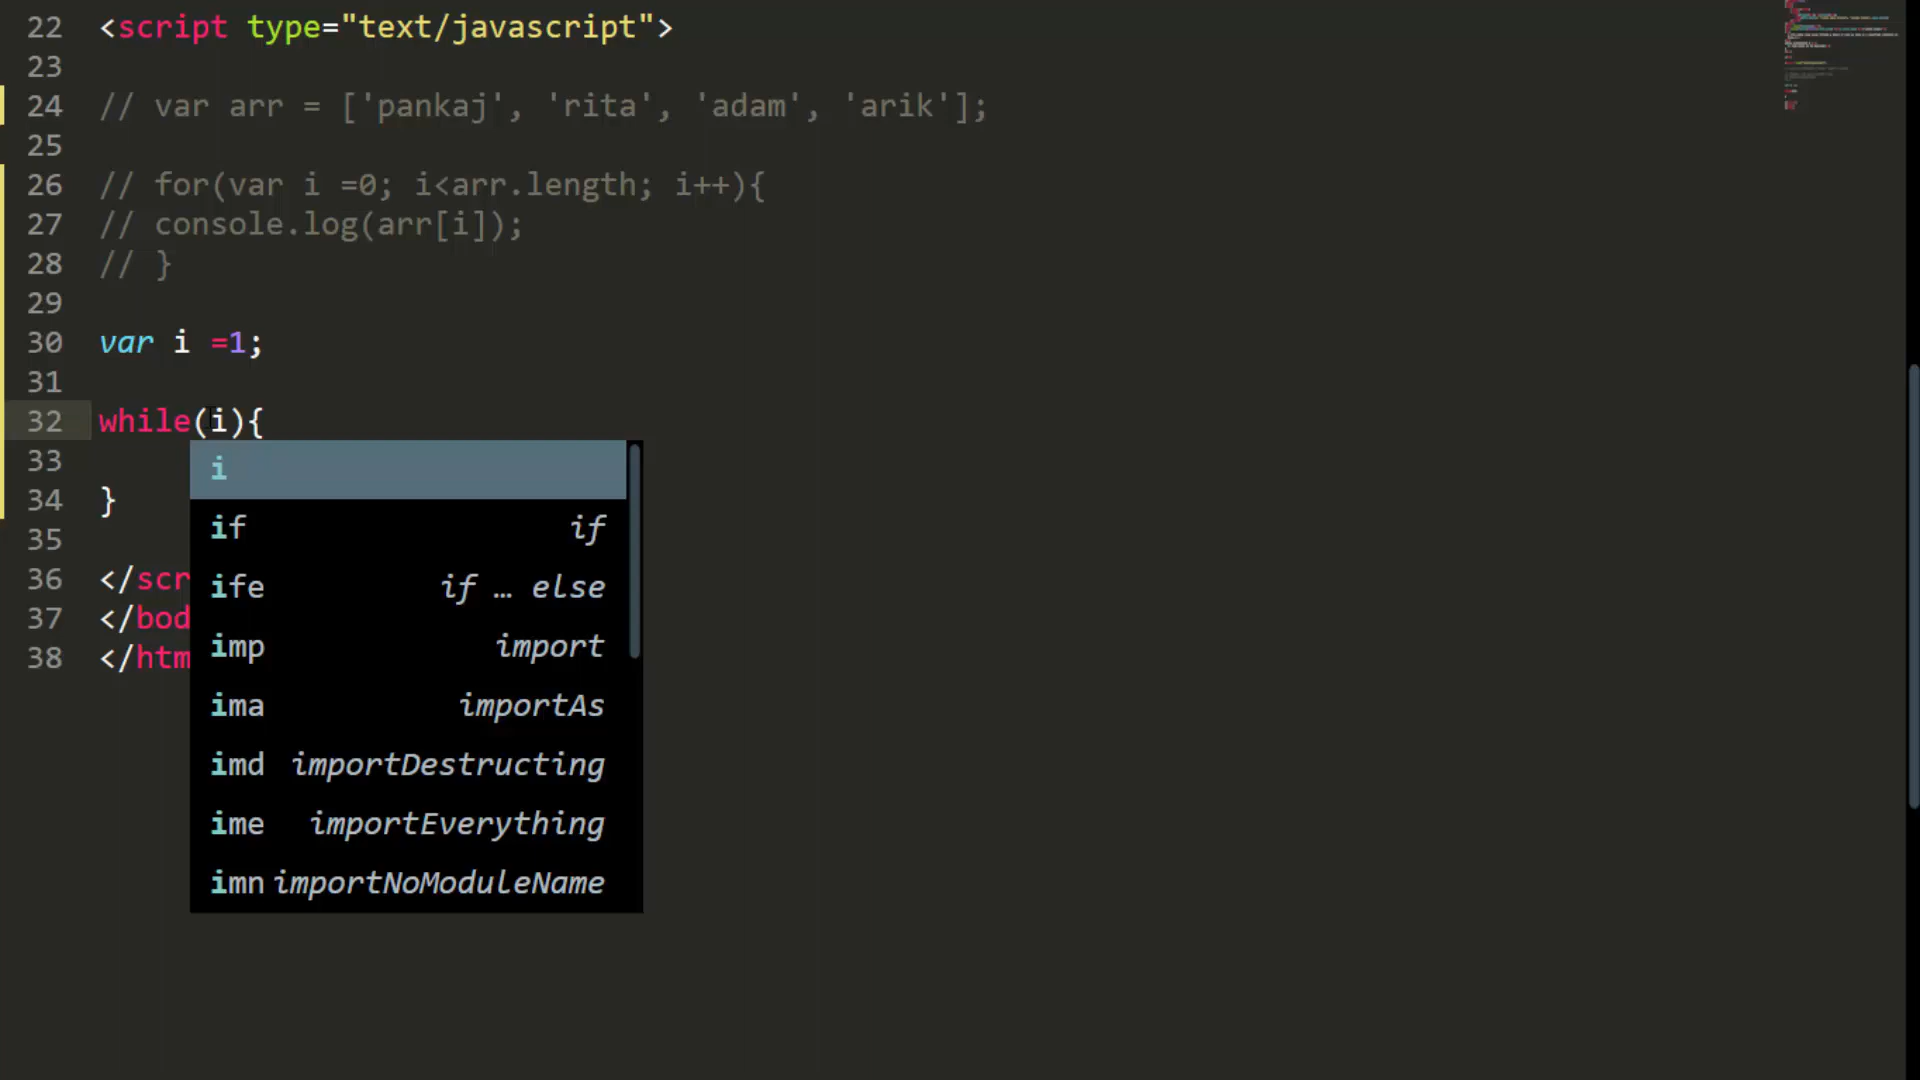 22 <script type="text/javascript">
23
24 // var arr = ['pankaj', 'rita', 'adam', 'arik'];
25
26 // for(var i =0; i<arr.length; i++){
27 // console.log(arr[i]);
28 // }
29
30 var i =1;
31
32 while(i){
33
34 }
35
36 </scr
37 </bod
38 </htm
i
if if
ife if … else
imp import
ima importAs
imd importDestructing
ime importEverything
imn importNoModuleName